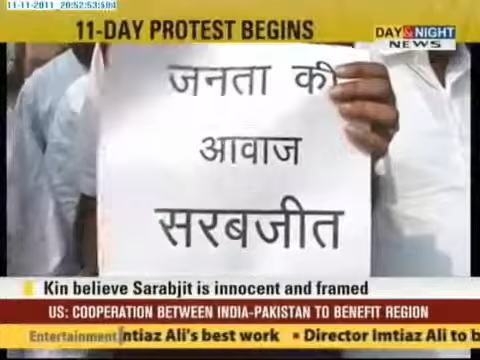 11-11-2011 20:52:53:594
11-DAY PROTEST BEGINS
DAY&NIGHT
NEWS
जनता की
आवाज
सरबजीत
Kin believe Sarabjit is innocent and framed
US: COOPERATION BETWEEN INDIA-PAKISTAN TO BENEFIT REGION
Entertainment ntiaz Ali's best work • Director Imtiaz Ali to b